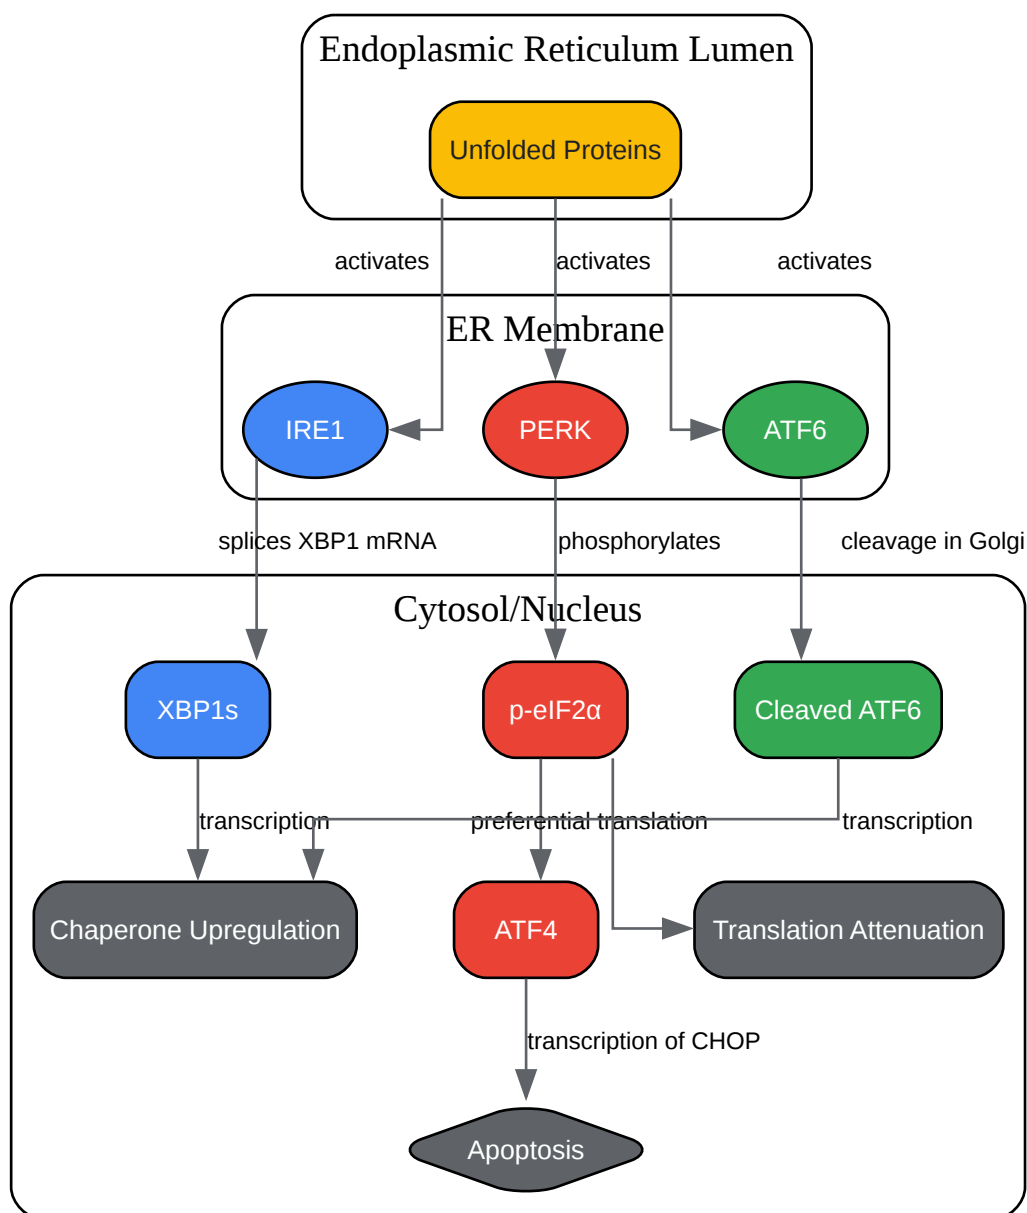 Endoplasmic Reticulum Lumen
Unfolded Proteins
activates
activates
activates
ER Membrane
IRE1
PERK
ATF6
splices XBP1 mRNA
phosphorylates
cleavage in Golgi
Cytosol/Nucleus
XBP1s
p-eIF2α
Cleaved ATF6
transcription
preferential translation
transcription
Chaperone Upregulation
ATF4
Translation Attenuation
transcription of CHOP
Apoptosis